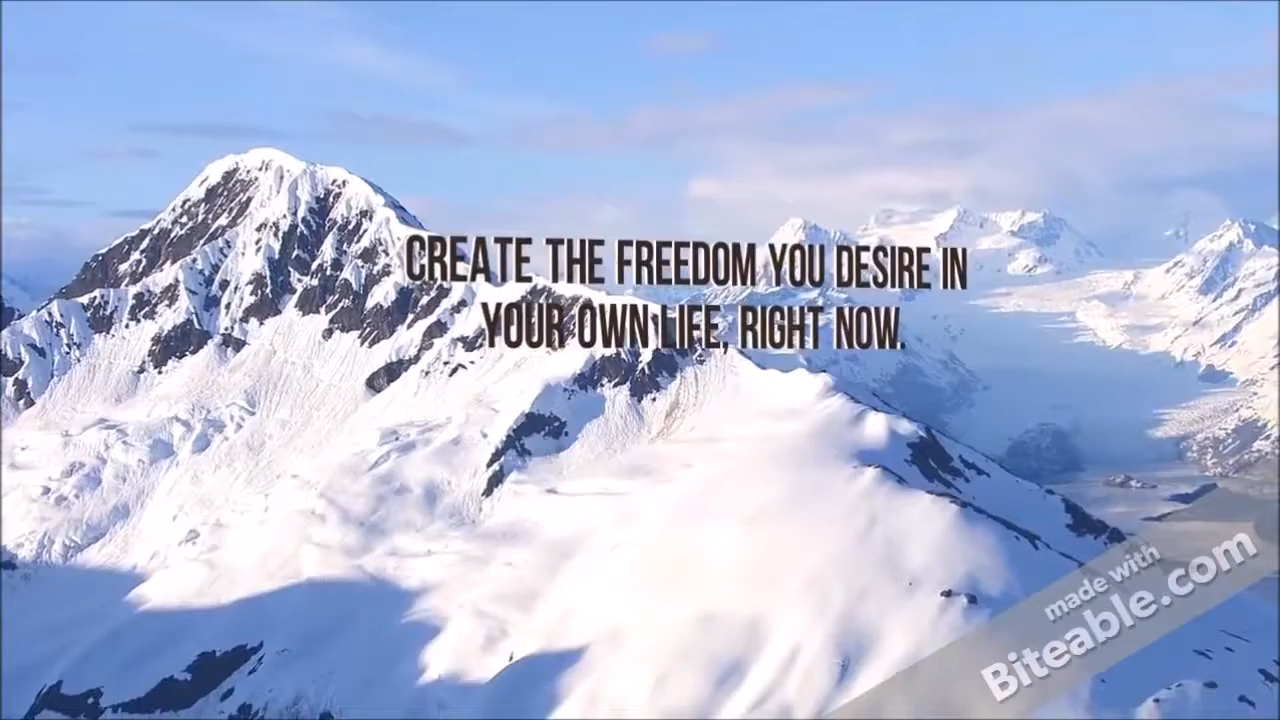 CREATE THE FREEDOM YOU DESIRE IN
YOUR OWN LIFE, RIGHT NOW.
made with
Biteable.com